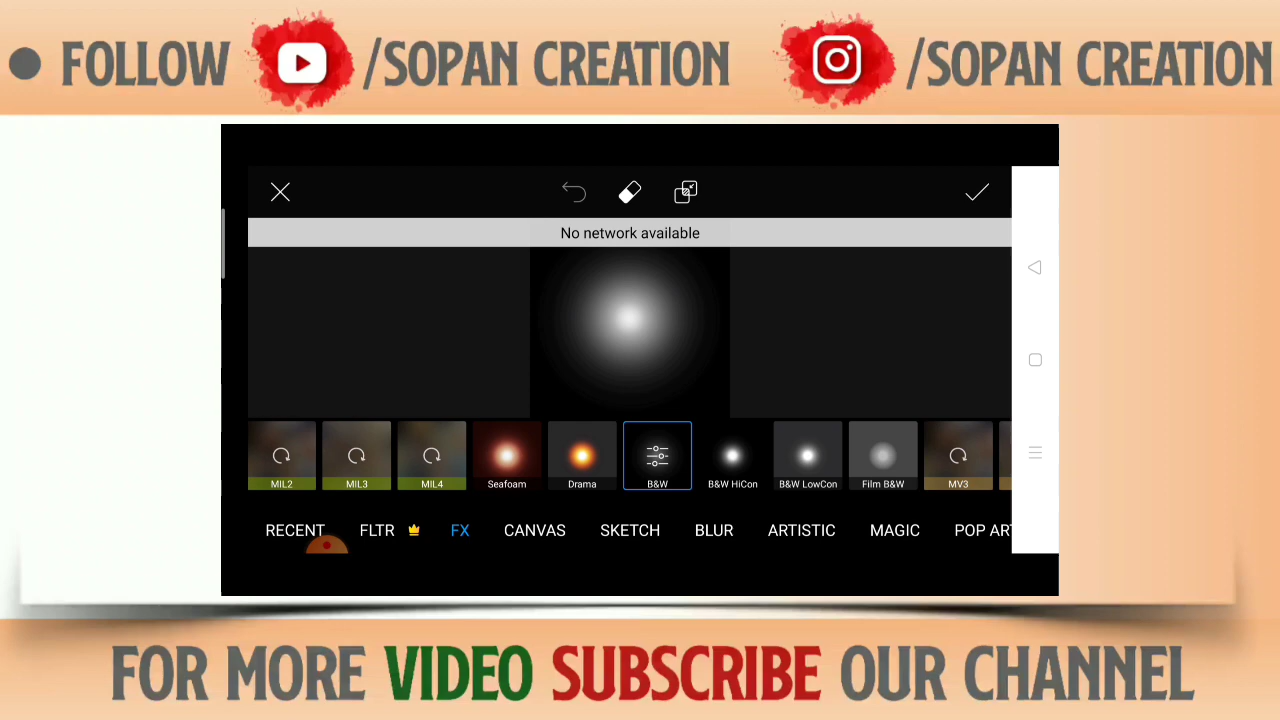 FOLLOW /SOPAN CREATION /SOPAN CREATION
No network available
MIL2 MIL3 MIL4 Seafoam Drama B&W B&W HiCon B&W LowCon Film B&W MV3
RECENT FLTR FX CANVAS SKETCH BLUR ARTISTIC MAGIC POP AR
FOR MORE VIDEO SUBSCRIBE OUR CHANNEL